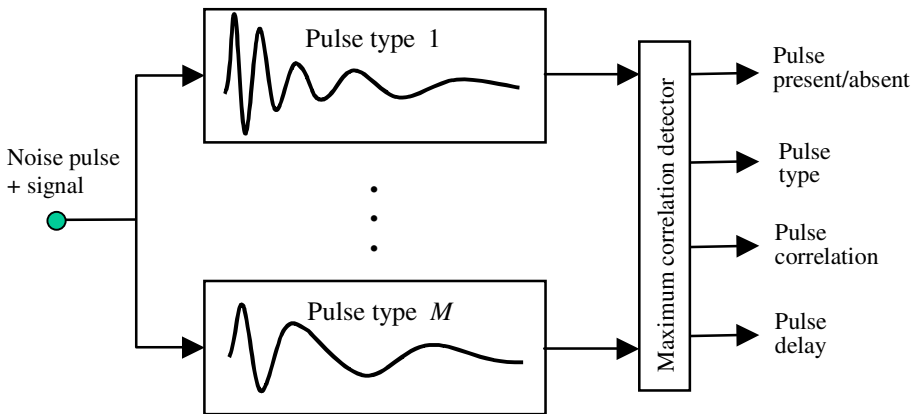 Pulse type 1
Noise pulse
+ signal
Pulse type M
Maximum correlation detector
Pulse
present/absent
Pulse
type
Pulse
correlation
Pulse
delay